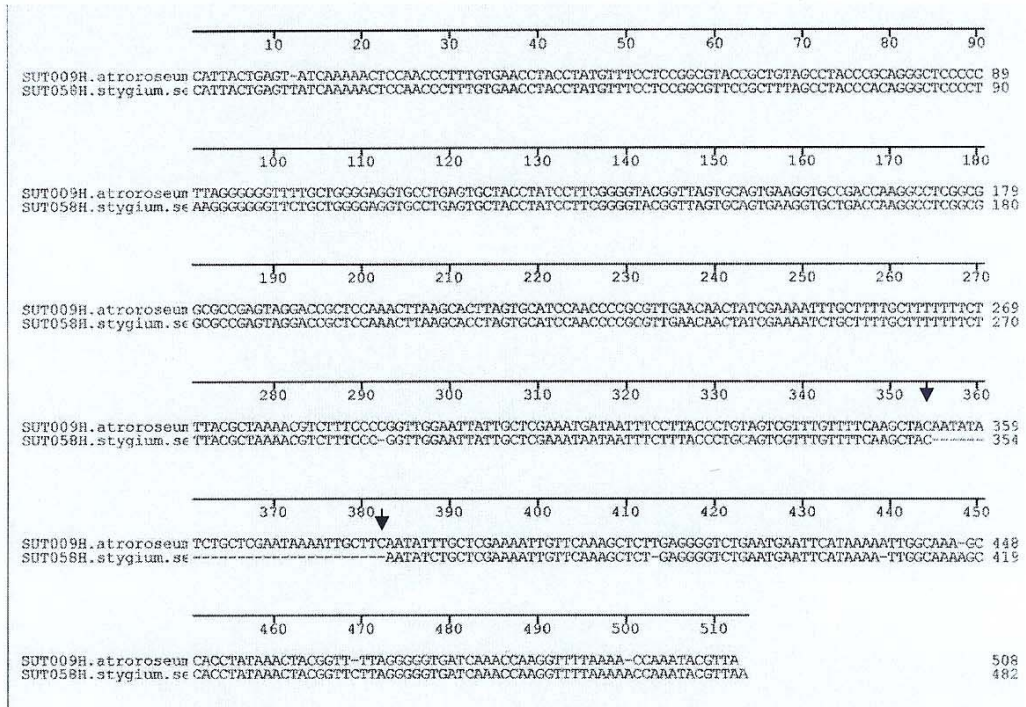 10 20 30 40 50 60 70 80 90
SUT009H.atroroseum CATTACTGAGT-ATCAAAAACTCCAACCCTTTGTGAACCTACCTATGTTTCCTCCGGCGTACCGCTGTAGCCTACCCGCAGGGCTCCCCC 89
SUT058H.stygium.se CATTACTGAGTTATCAAAAACTCCAACCCTTTGTGAACCTACCTATGTTTCCTCCGGCGTTCCGCTTTAGCCTACCCACAGGGCTCCCCT 90
100 110 120 130 140 150 160 170 180
SUT009H.atroroseum TTAGGGGGGTTTTGCTGGGGAGGTGCCTGAGTGCTACCTATCCTTCGGGGTACGGTTAGTGCAGTGAAGGTGCCGACCAAGGCCTCGGCG 179
SUT058H.stygium.se AAGGGGGGGTTCTGCTGGGGAGGTGCCTGAGTGCTACCTATCCTTCGGGGTACGGTTAGTGCAGTGAAGGTGCTGACCAAGGCCTCGGCG 180
190 200 210 220 230 240 250 260 270
SUT009H.atroroseum GCGCCGAGTAGGACCGCTCCAAACTTAAGCACTTAGTGCATCCAACCCCGCGTTGAACAACTATCGAAAATTTGCTTTTGCTTTTTTTCT 269
SUT058H.stygium.se GCGCCGAGTAGGACCGCTCCAAACTTAAGCACCTAGTGCATCCAACCCCGCGTTGAACAACTATCGAAAATCTGCTTTTGCTTTTTTTCT 270
280 290 300 310 320 330 340 350 360
SUT009H.atroroseum TTACGCTAAAACGTCTTTCCCCGGTTGGAATTATTGCTCGAAATGATAATTTCCTTACCCTGTAGTCGTTTGTTTTCAAGCTACAATATA 359
SUT058H.stygium.se TTACGCTAAAACGTCTTTCCC-GGTTGGAATTATTGCTCGAAATAATAATTTCTTTACCCTGCAGTCGTTTGTTTTCAAGCTAC------ 354
370 380 390 400 410 420 430 440 450
SUT009H.atroroseum TCTGCTCGAATAAAATTGCTTCAATATTTGCTCGAAAATTGTTCAAAGCTCTTGAGGGGTCTGAATGAATTCATAAAAATTGGCAAA-GC 448
SUT058H.stygium.se ----------------------AATATCTGCTCGAAAATTGTTCAAAGCTCT-GAGGGGTCTGAATGAATTCATAAAA-TTGGCAAAAGC 419
460 470 480 490 500 510
SUT009H.atroroseum CACCTATAAACTACGGTT-TTAGGGGGTGATCAAACCAAGGTTTTAAAA-CCAAATACGTTA 508
SUT058H.stygium.se CACCTATAAACTACGGTTCTTAGGGGGTGATCAAACCAAGGTTTTAAAAACCAAATACGTTAA 482